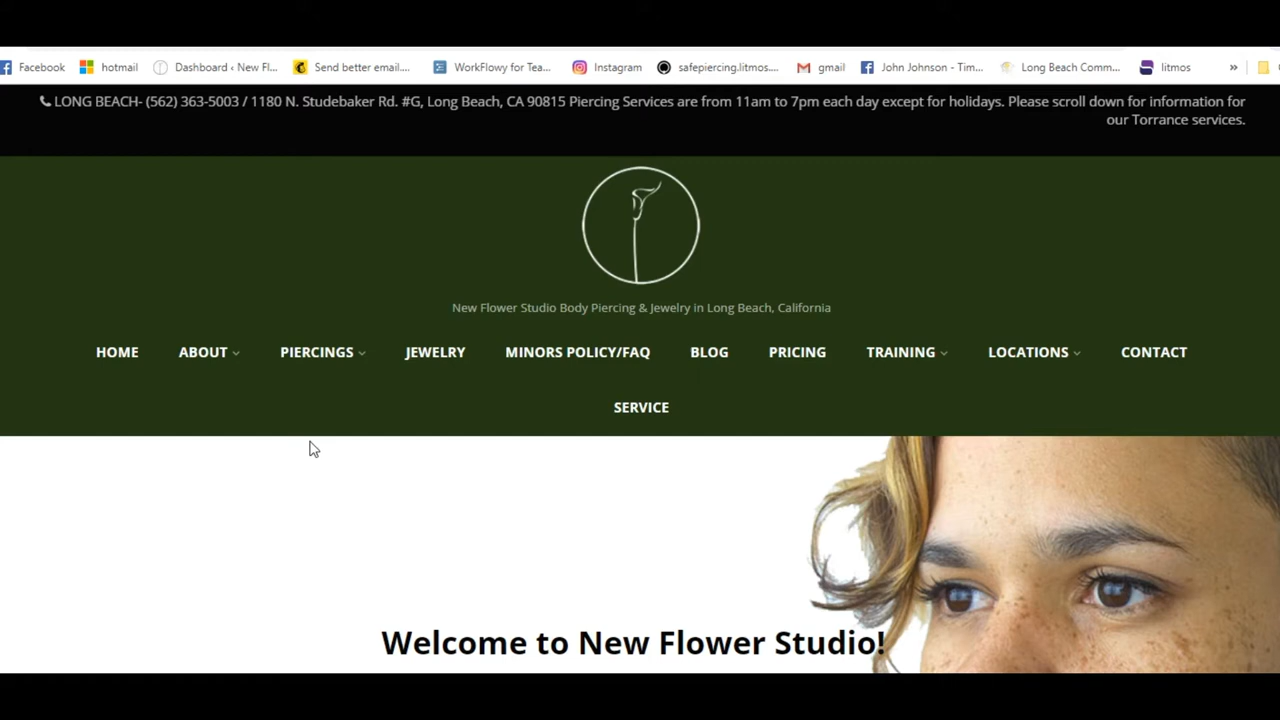 Facebook hotmail Dashboard ‹ New Fl... Send better email.... WorkFlowy for Tea... Instagram safepiercing.litmos.... gmail John Johnson - Tim... Long Beach Comm... litmos »
LONG BEACH- (562) 363-5003 / 1180 N. Studebaker Rd. #G, Long Beach, CA 90815 Piercing Services are from 11am to 7pm each day except for holidays. Please scroll down for information for
our Torrance services.
New Flower Studio Body Piercing & Jewelry in Long Beach, California
HOME ABOUT PIERCINGS JEWELRY MINORS POLICY/FAQ BLOG PRICING TRAINING LOCATIONS CONTACT
SERVICE
Welcome to New Flower Studio!